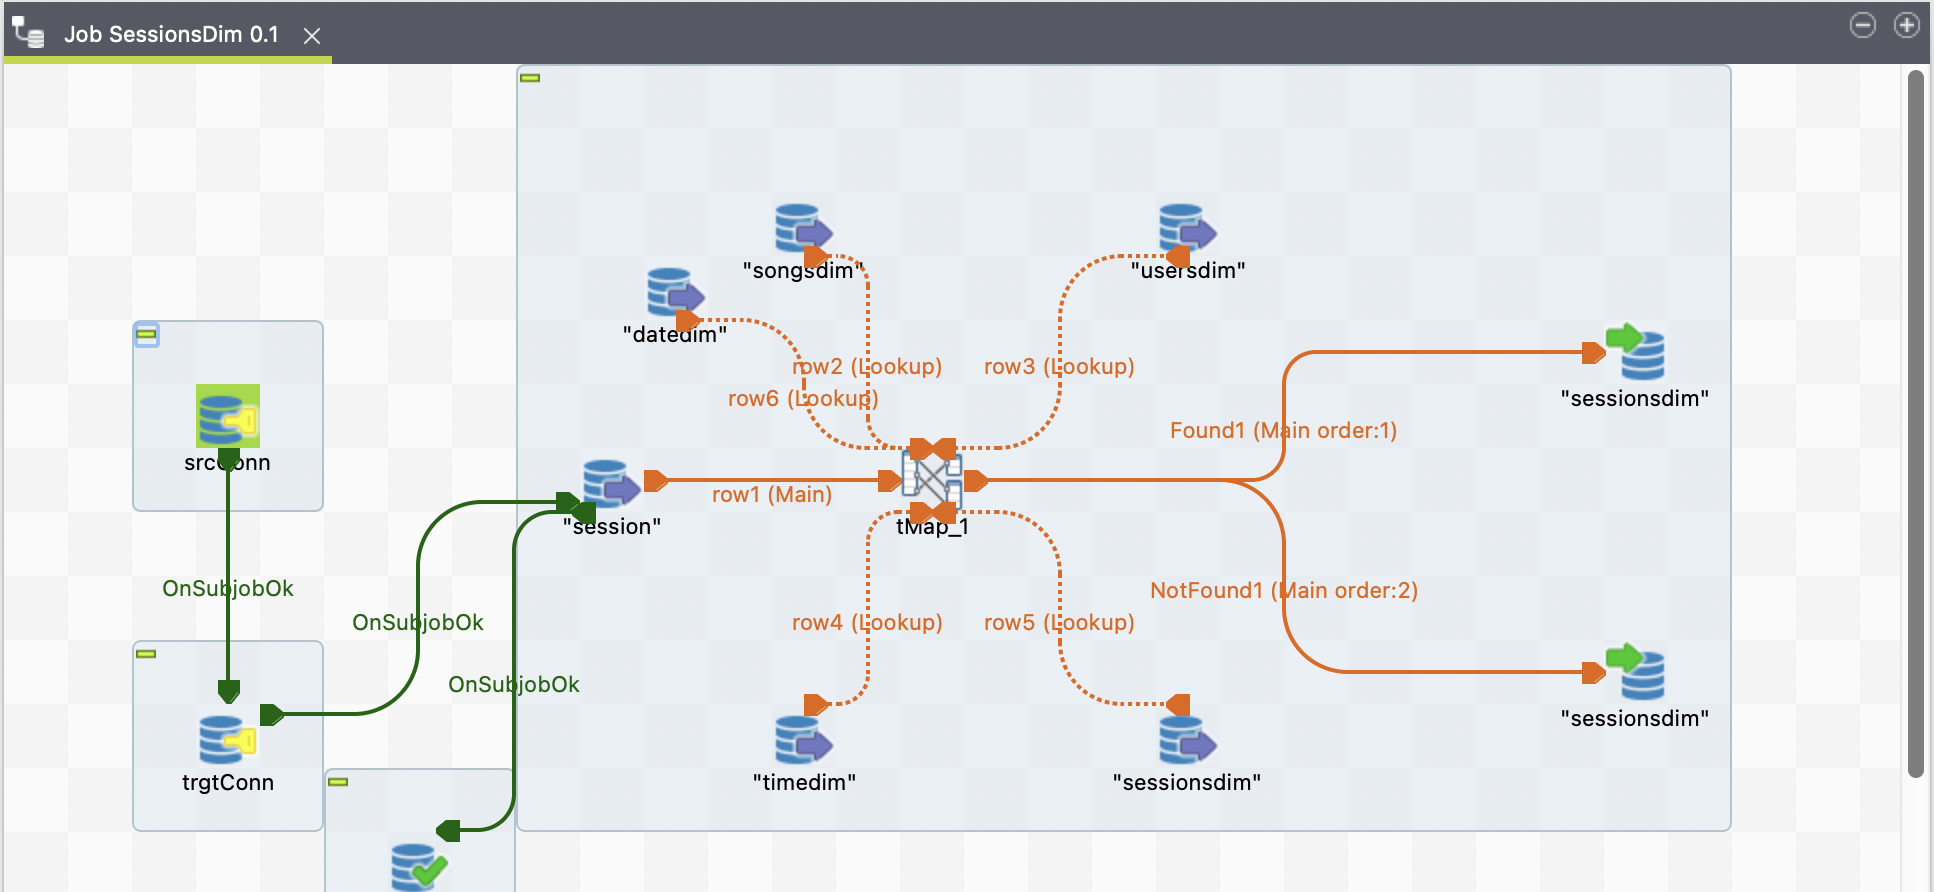 Job SessionsDim 0.1
"songsdim"
"usersdim"
"datedim"
row2 (Lookup)
row3 (Lookup)
row6 (Lookup)
"sessionsdim"
Found1 (Main order:1)
srcConn
row1 (Main)
"session"
tMap_1
OnSubjobOk
NotFound1 (Main order:2)
OnSubjobOk
row4 (Lookup)
row5 (Lookup)
OnSubjobOk
"sessionsdim"
trgtConn
"timedim"
"sessionsdim"